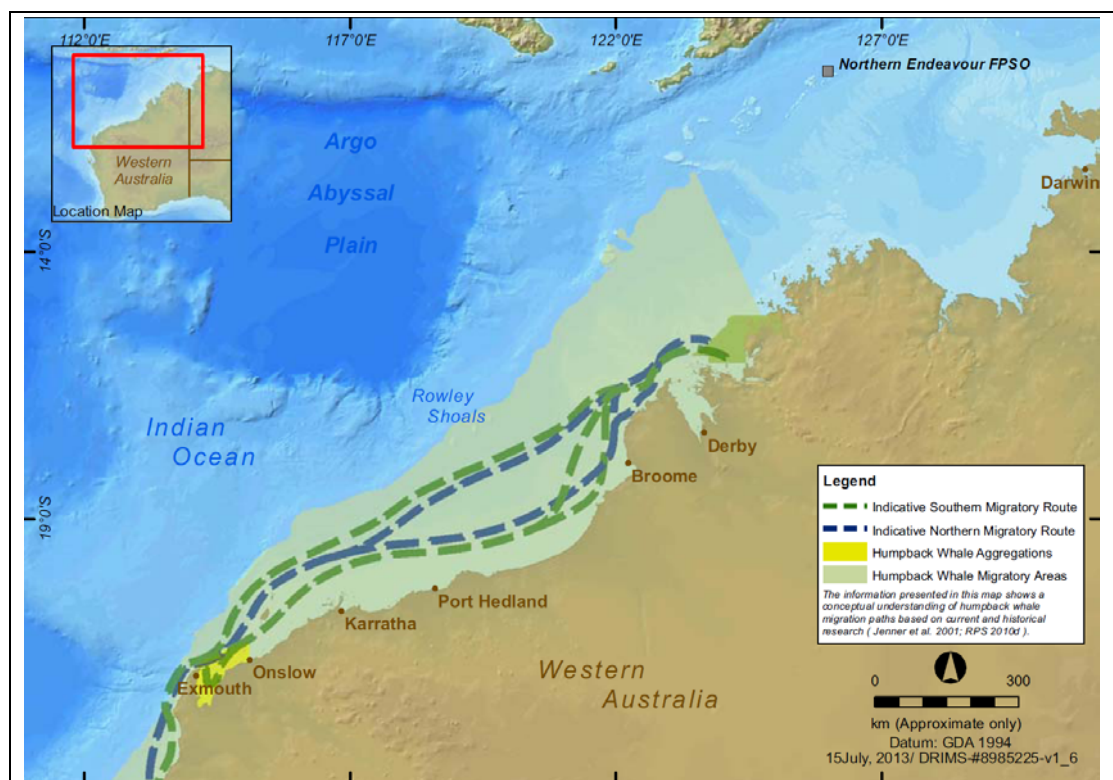 112°0'E
117°0'E
122°0'E
127°0'E
Northern Endeavour FPSO
Western
Australia
Location Map
Argo
Abyssal
Plain
Darwin
14°0'S
Rowley
Shoals
Indian
Ocean
Derby
Broome
19°0'S
Port Hedland
Karratha
Onslow
Exmouth
Western
Australia
Legend
Indicative Southern Migratory Route
Indicative Northern Migratory Route
Humpback Whale Aggregations
Humpback Whale Migratory Areas
The information presented in this map shows a
conceptual understanding of humpback whale
migration paths based on current and historical
research ( Jenner et al. 2001; RPS 2010d ).
0 300
km (Approximate only)
Datum: GDA 1994
15July, 2013/ DRIMS-#8985225-v1_6